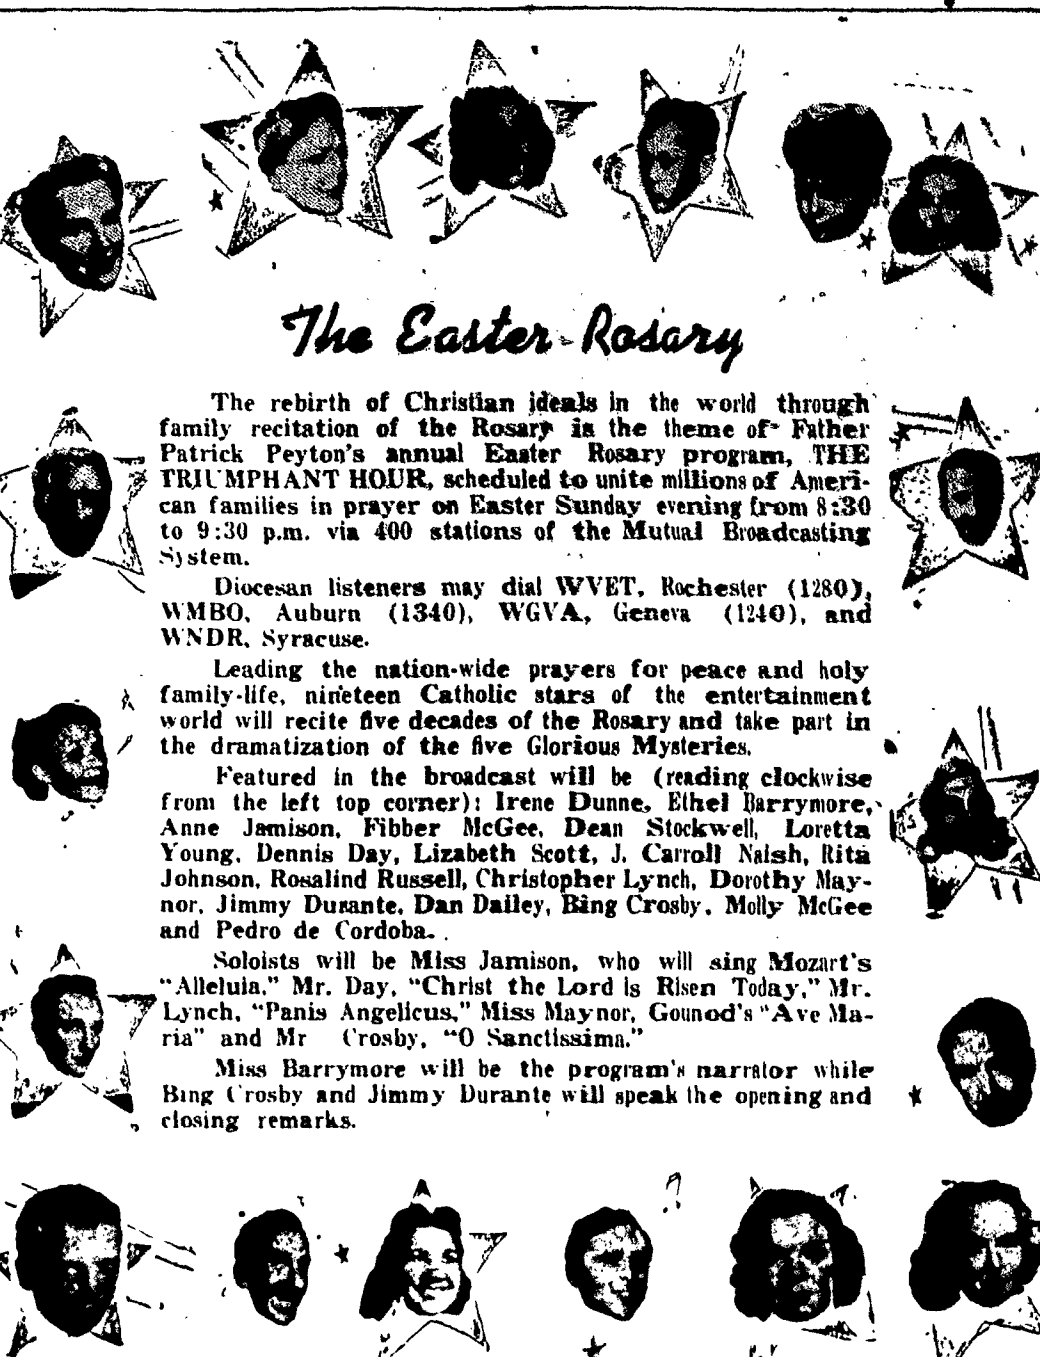 The Easter Rosary
The rebirth of Christian ideals in the world through
family recitation of the Rosary is the theme of Father
Patrick Peyton's annual Easter Rosary program, THE
TRIUMPHANT HOUR, scheduled to unite millions of Ameri-
can families in prayer on Easter Sunday evening from 8:30
to 9:30 p.m. via 400 stations of the Mutual Broadcasting
System.
Diocesan listeners may dial WVET, Rochester (1280),
WMBO, Auburn (1340), WGVA, Geneva (1240), and
WNDR, Syracuse.
Leading the nation-wide prayers for peace and holy
family-life, nineteen Catholic stars of the entertainment
world will recite five decades of the Rosary and take part in
the dramatization of the five Glorious Mysteries.
Featured in the broadcast will be (reading clockwise
from the left top corner): Irene Dunne, Ethel Barrymore,
Anne Jamison, Fibber McGee, Dean Stockwell, Loretta
Young, Dennis Day, Lizabeth Scott, J. Carroll Naish, Rita
Johnson, Rosalind Russell, Christopher Lynch, Dorothy May-
nor, Jimmy Durante, Dan Dailey, Bing Crosby, Molly McGee
and Pedro de Cordoba.
Soloists will be Miss Jamison, who will sing Mozart's
"Alleluia," Mr. Day, "Christ the Lord is Risen Today," Mr.
Lynch, "Panis Angelicus," Miss Maynor, Gounod's "Ave Ma-
ria" and Mr Crosby, "O Sanctissima."
Miss Barrymore will be the program's narrator while
Bing Crosby and Jimmy Durante will speak the opening and
closing remarks.